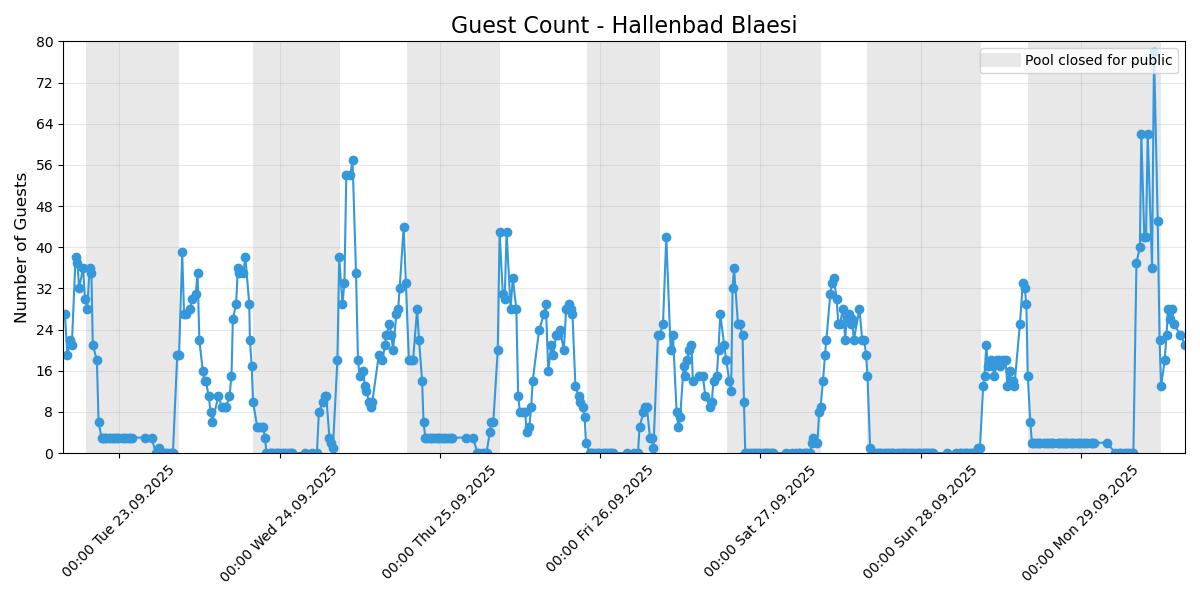 Guest Count - Hallenbad Blaesi
Pool closed for public
Number of Guests
80
72
64
56
48
40
32
24
16
8
0
00:00 Tue 23.09.2025
00:00 Wed 24.09.2025
00:00 Thu 25.09.2025
00:00 Fri 26.09.2025
00:00 Sat 27.09.2025
00:00 Sun 28.09.2025
00:00 Mon 29.09.2025